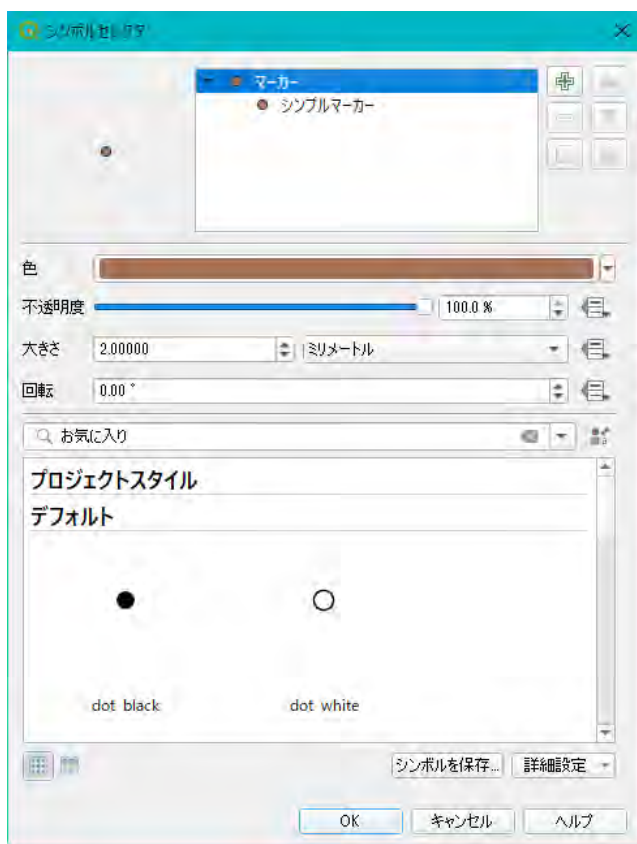 シンボルセレクタ
マーカー
シンプルマーカー
色
不透明度 100.0 %
大きさ 2.00000 ミリメートル
回転 0.00 °
お気に入り
プロジェクトスタイル
デフォルト
dot black dot white
シンボルを保存... 詳細設定
OK キャンセル ヘルプ